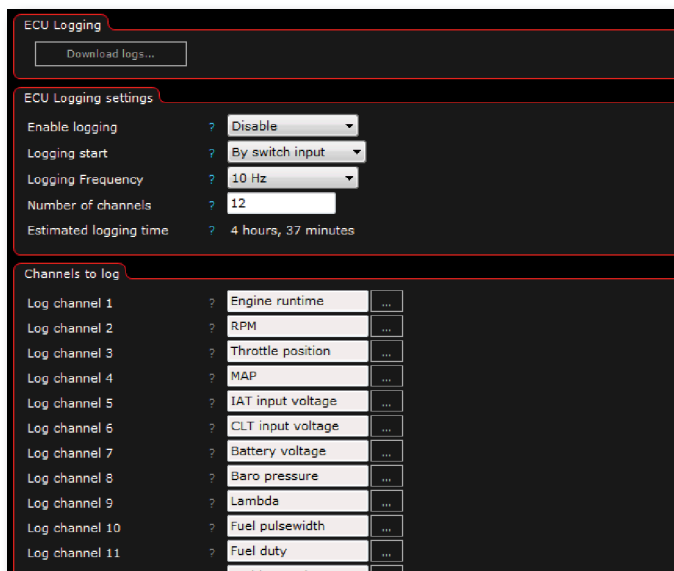 ECU Logging
Download logs...
ECU Logging settings
Enable logging ? Disable
Logging start ? By switch input
Logging Frequency ? 10 Hz
Number of channels ? 12
Estimated logging time ? 4 hours, 37 minutes
Channels to log
Log channel 1 ? Engine runtime ...
Log channel 2 ? RPM ...
Log channel 3 ? Throttle position ...
Log channel 4 ? MAP ...
Log channel 5 ? IAT input voltage ...
Log channel 6 ? CLT input voltage ...
Log channel 7 ? Battery voltage ...
Log channel 8 ? Baro pressure ...
Log channel 9 ? Lambda ...
Log channel 10 ? Fuel pulsewidth ...
Log channel 11 ? Fuel duty ...